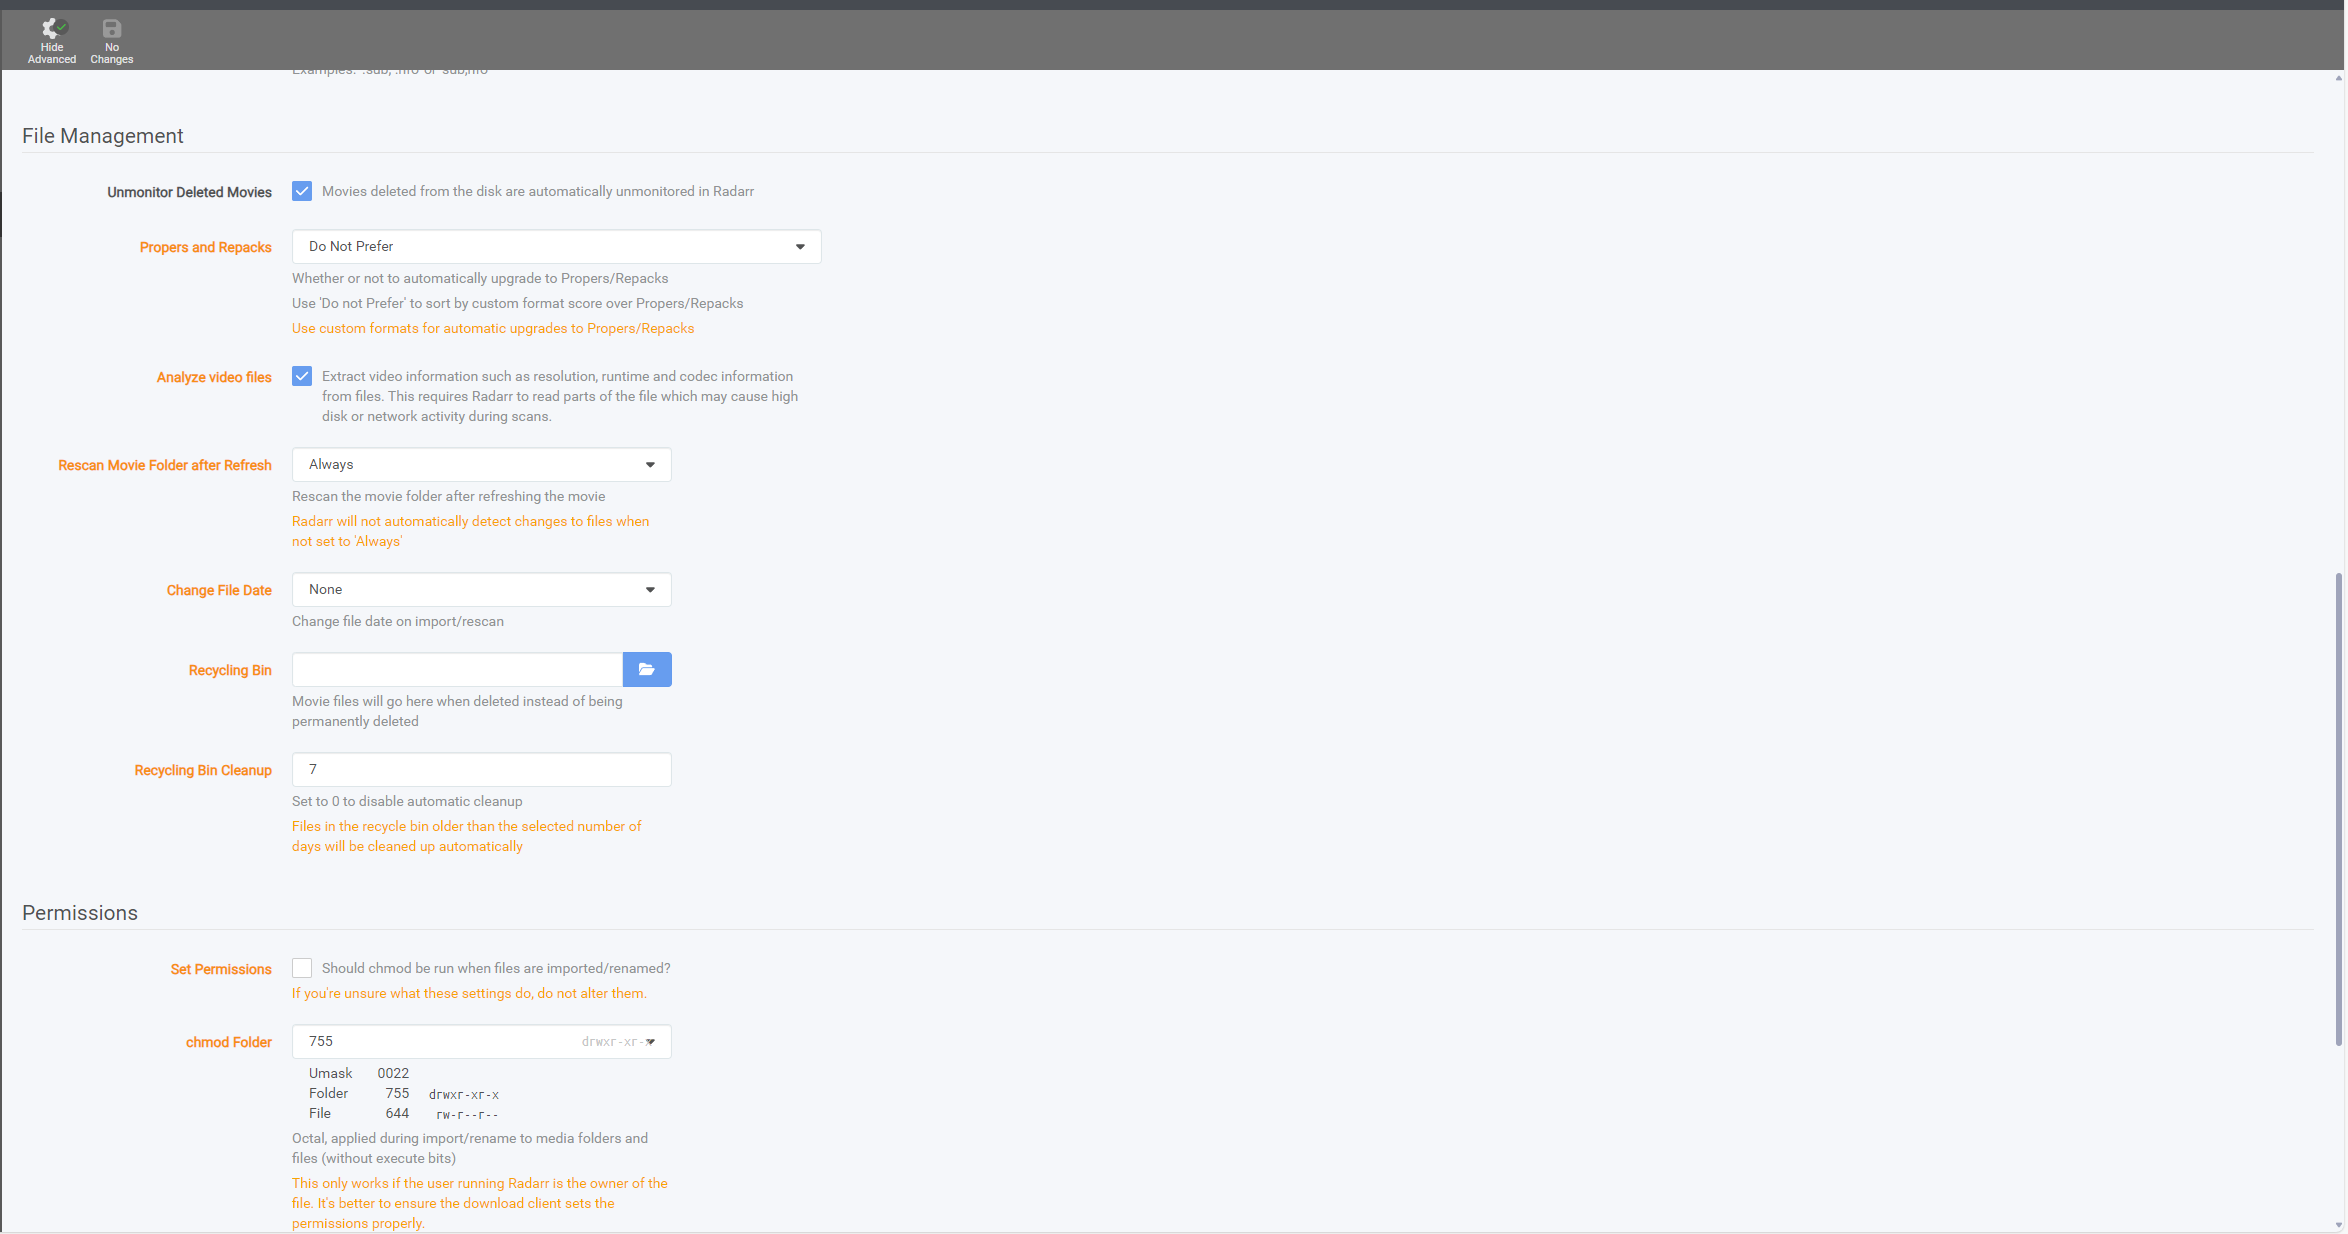 Hide
Advanced
No
Changes
Examples: '.sub, .nfo' or 'sub,nfo'
File Management
Unmonitor Deleted Movies
Movies deleted from the disk are automatically unmonitored in Radarr
Propers and Repacks
Do Not Prefer
Whether or not to automatically upgrade to Propers/Repacks
Use 'Do not Prefer' to sort by custom format score over Propers/Repacks
Use custom formats for automatic upgrades to Propers/Repacks
Analyze video files
Extract video information such as resolution, runtime and codec information
from files. This requires Radarr to read parts of the file which may cause high
disk or network activity during scans.
Rescan Movie Folder after Refresh
Always
Rescan the movie folder after refreshing the movie
Radarr will not automatically detect changes to files when
not set to 'Always'
Change File Date
None
Change file date on import/rescan
Recycling Bin
Movie files will go here when deleted instead of being
permanently deleted
Recycling Bin Cleanup
7
Set to 0 to disable automatic cleanup
Files in the recycle bin older than the selected number of
days will be cleaned up automatically
Permissions
Set Permissions
Should chmod be run when files are imported/renamed?
If you're unsure what these settings do, do not alter them.
chmod Folder
755 drwxr-xr-x
Umask 0022
Folder 755 drwxr-xr-x
File 644 rw-r--r--
Octal, applied during import/rename to media folders and
files (without execute bits)
This only works if the user running Radarr is the owner of the
file. It's better to ensure the download client sets the
permissions properly.